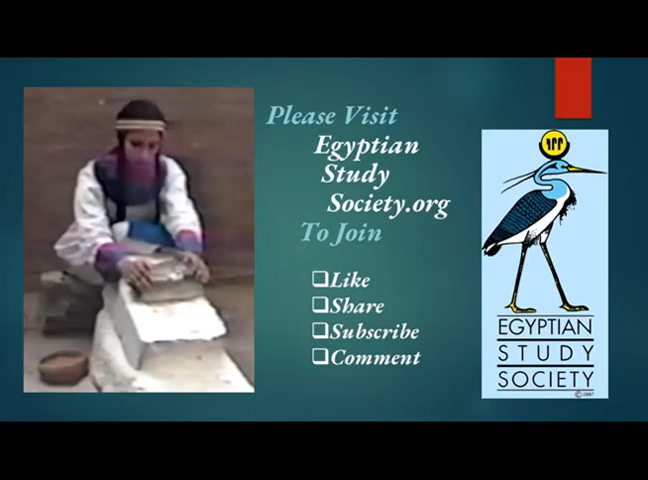 Please Visit
Egyptian
Study
Society.org
To Join
Like
Share
Subscribe
Comment
EGYPTIAN
STUDY
SOCIETY